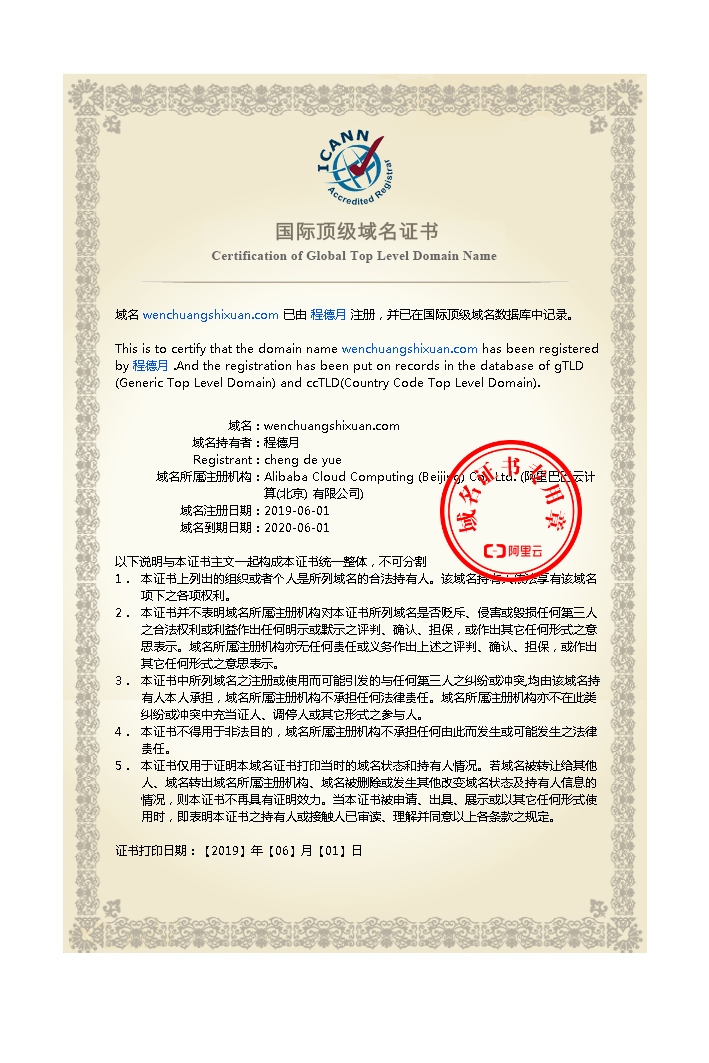 ICANN
Accredited Registrar
国际顶级域名证书
Certification of Global Top Level Domain Name
域名 wenchuangshixuan.com 已由 程德月 注册，并已在国际顶级域名数据库中记录。
This is to certify that the domain name wenchuangshixuan.com has been registered
by 程德月 .And the registration has been put on records in the database of gTLD
(Generic Top Level Domain) and ccTLD(Country Code Top Level Domain).
域名：wenchuangshixuan.com
域名持有者：程德月
Registrant：cheng de yue
域名所属注册机构：Alibaba Cloud Computing (Beijing) Co., Ltd. (阿里巴巴云计
算(北京) 有限公司)
域名注册日期：2019-06-01
域名到期日期：2020-06-01
域名证书专用章
阿里云
以下说明与本证书主文一起构成本证书统一整体，不可分割
1． 本证书上列出的组织或者个人是所列域名的合法持有人。该域名持有人依法享有该域名
项下之各项权利。
2． 本证书并不表明域名所属注册机构对本证书所列域名是否贬斥、侵害或毁损任何第三人
之合法权利或利益作出任何明示或默示之评判、确认、担保，或作出其它任何形式之意
思表示。域名所属注册机构亦无任何责任或义务作出上述之评判、确认、担保，或作出
其它任何形式之意思表示。
3． 本证书中所列域名之注册或使用而可能引发的与任何第三人之纠纷或冲突,均由该域名持
有人本人承担，域名所属注册机构不承担任何法律责任。域名所属注册机构亦不在此类
纠纷或冲突中充当证人、调停人或其它形式之参与人。
4． 本证书不得用于非法目的，域名所属注册机构不承担任何由此而发生或可能发生之法律
责任。
5． 本证书仅用于证明本域名证书打印当时的域名状态和持有人情况。若域名被转让给其他
人、域名转出域名所属注册机构、域名被删除或发生其他改变域名状态及持有人信息的
情况，则本证书不再具有证明效力。当本证书被申请、出具、展示或以其它任何形式使
用时，即表明本证书之持有人或接触人已审读、理解并同意以上各条款之规定。
证书打印日期：【2019】年【06】月【01】日